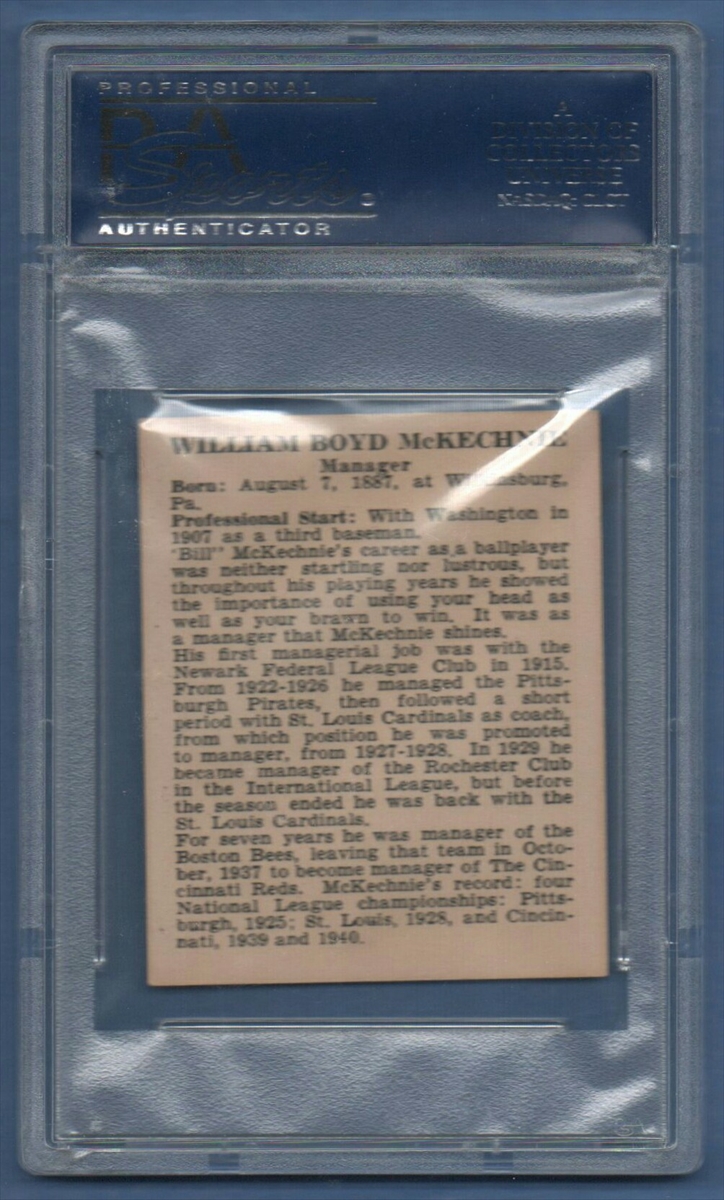 PROFESSIONAL
PSA
Sports
AUTHENTICATOR
A
DIVISION OF
COLLECTORS
UNIVERSE
NASDAQ: CLCT
WILLIAM BOYD McKECHNIE
Manager
Born: August 7, 1887, at Wilkinsburg,
Pa.
Professional Start: With Washington in
1907 as a third baseman.
"Bill" McKechnie's career as a ballplayer
was neither startling nor lustrous, but
throughout his playing years he showed
the importance of using your head as
well as your brawn to win. It was as
a manager that McKechnie shines.
His first managerial job was with the
Newark Federal League Club in 1915.
From 1922-1926 he managed the Pitts-
burgh Pirates, then followed a short
period with St. Louis Cardinals as coach,
from which position he was promoted
to manager, from 1927-1928. In 1929 he
became manager of the Rochester Club
in the International League, but before
the season ended he was back with the
St. Louis Cardinals.
For seven years he was manager of the
Boston Bees, leaving that team in Octo-
ber, 1937 to become manager of The Cin-
cinnati Reds. McKechnie's record: four
National League championships: Pitts-
burgh, 1925; St. Louis, 1928, and Cincin-
nati, 1939 and 1940.